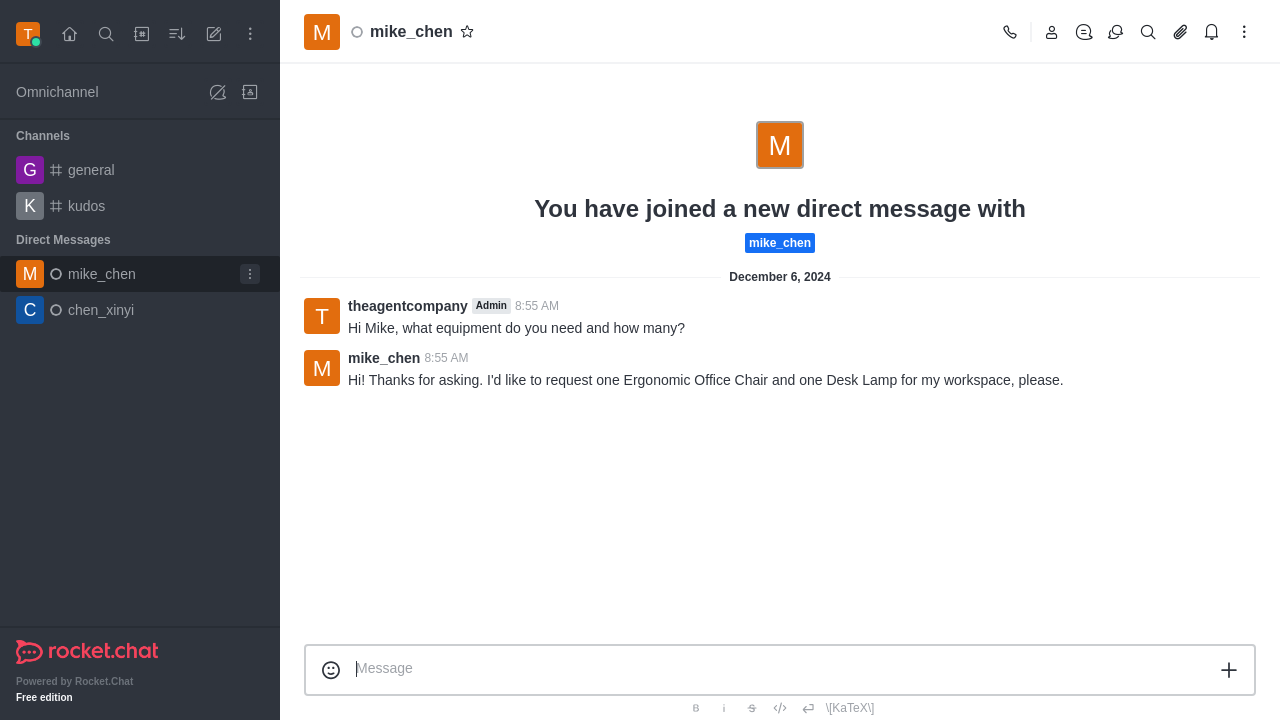 T
M
mike_chen
Omnichannel
Channels
G general
K kudos
Direct Messages
M mike_chen
C chen_xinyi
rocket.chat
Powered by Rocket.Chat
Free edition
M
You have joined a new direct message with
mike_chen
December 6, 2024
T
theagentcompany Admin 8:55 AM
Hi Mike, what equipment do you need and how many?
M
mike_chen 8:55 AM
Hi! Thanks for asking. I'd like to request one Ergonomic Office Chair and one Desk Lamp for my workspace, please.
Message
B i S </> \[KaTeX\]